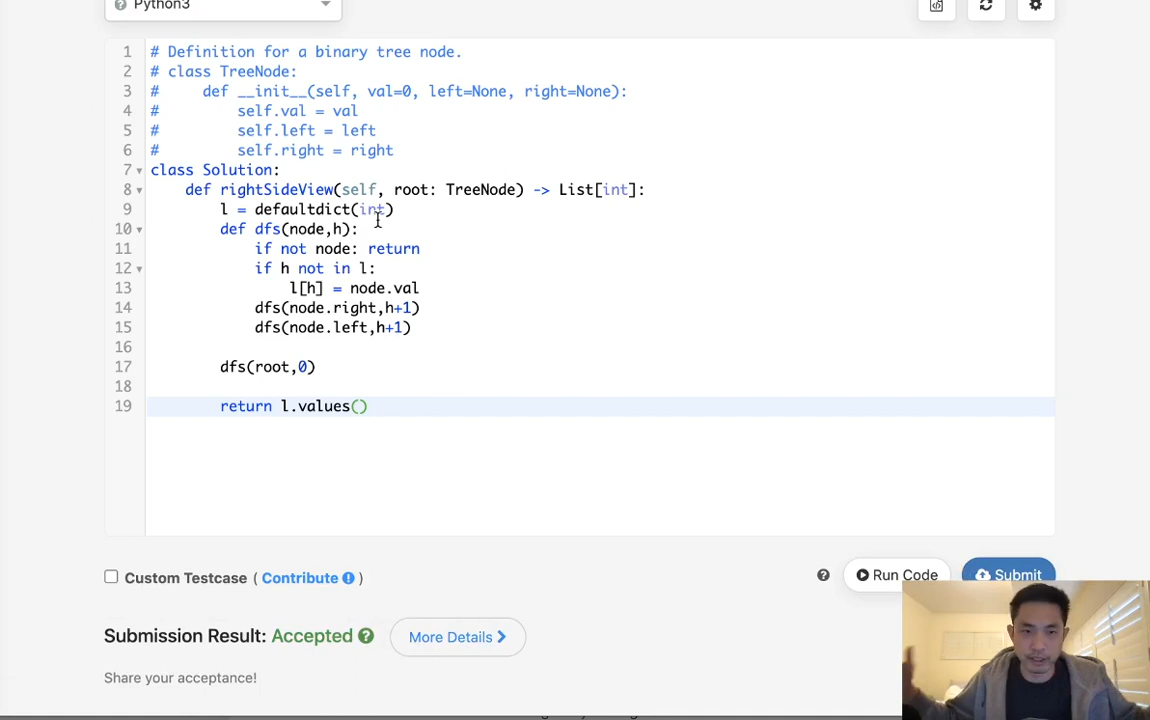 Python3
1 # Definition for a binary tree node.
2 # class TreeNode:
3 #     def __init__(self, val=0, left=None, right=None):
4 #         self.val = val
5 #         self.left = left
6 #         self.right = right
7 class Solution:
8     def rightSideView(self, root: TreeNode) -> List[int]:
9         l = defaultdict(int)
10         def dfs(node,h):
11             if not node: return
12             if h not in l:
13                 l[h] = node.val
14             dfs(node.right,h+1)
15             dfs(node.left,h+1)
16
17         dfs(root,0)
18
19         return l.values()
Custom Testcase ( Contribute )
? Run Code Submit
Submission Result: Accepted ? More Details
Share your acceptance!